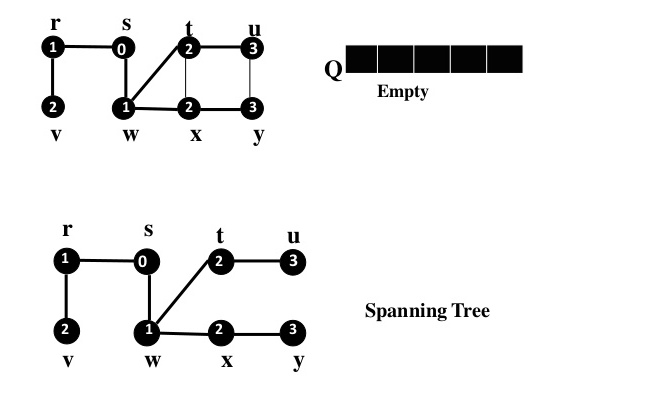 r s t u
1 0 2 3
Q
Empty
2 1 2 3
v w x y
r s t u
1 0 2 3
Spanning Tree
2 1 2 3
v w x y